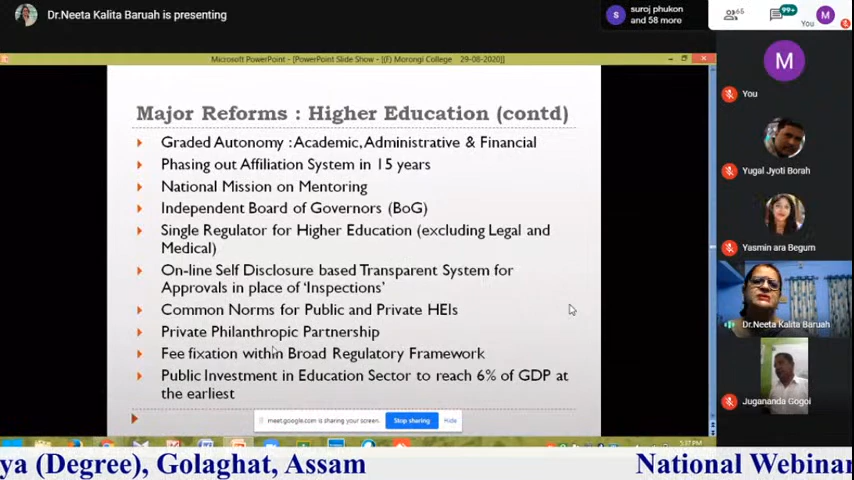 Dr.Neeta Kalita Baruah is presenting
suroj phukon
and 58 more
S
65
99+
You
M
Microsoft PowerPoint - [PowerPoint Slide Show - [(F) Morongi College 29-08-2020]]
Major Reforms : Higher Education (contd)
Graded Autonomy : Academic, Administrative & Financial
Phasing out Affiliation System in 15 years
National Mission on Mentoring
Independent Board of Governors (BoG)
Single Regulator for Higher Education (excluding Legal and
Medical)
On-line Self Disclosure based Transparent System for
Approvals in place of 'Inspections'
Common Norms for Public and Private HEIs
Private Philanthropic Partnership
Fee fixation within Broad Regulatory Framework
Public Investment in Education Sector to reach 6% of GDP at
the earliest
meet.google.com is sharing your screen.
Stop sharing
Hide
5:37 PM
M
You
Yugal Jyoti Borah
Yasmin ara Begum
Dr.Neeta Kalita Baruah
Jugananda Gogoi
ya (Degree), Golaghat, Assam
National Webinar